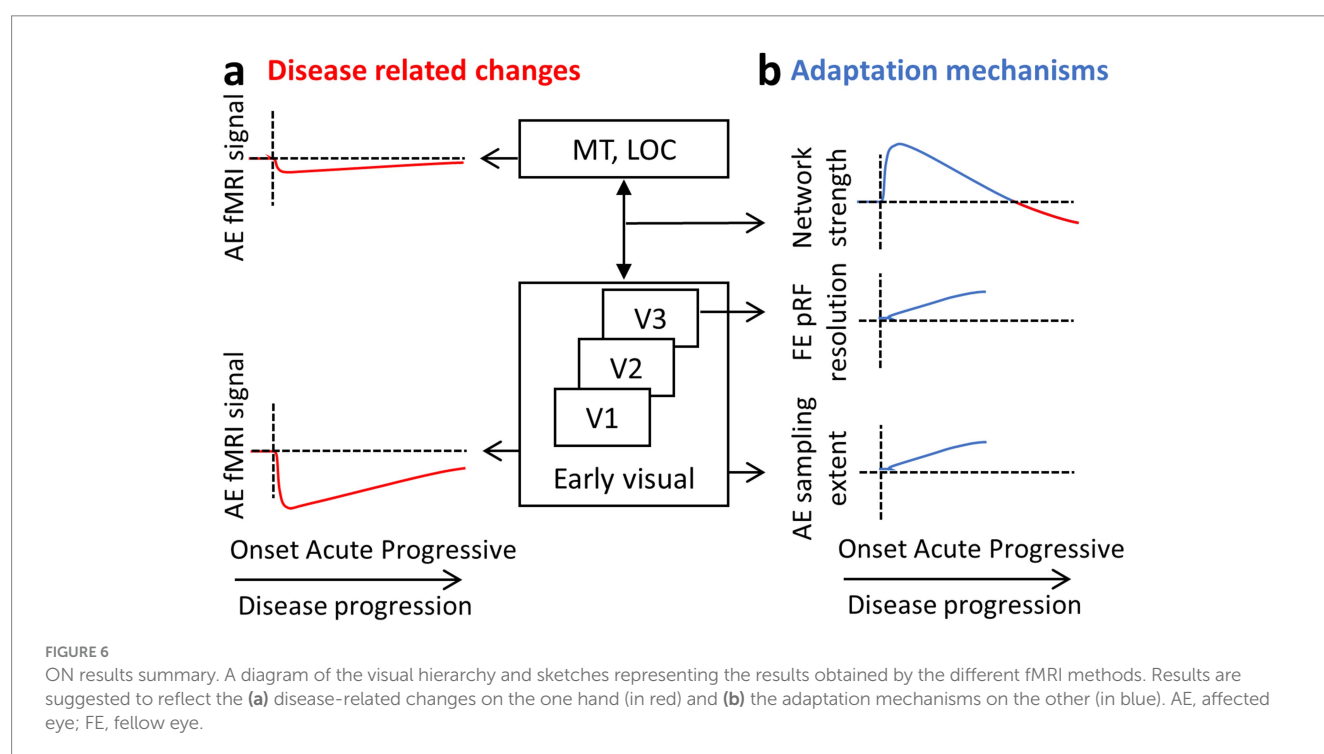 a Disease related changes
b Adaptation mechanisms
AE fMRI signal
MT, LOC
Network
strength
FE pRF
resolution
V3
V2
V1
Early visual
AE fMRI signal
AE sampling
extent
Onset Acute Progressive
Disease progression
Onset Acute Progressive
Disease progression
FIGURE 6
ON results summary. A diagram of the visual hierarchy and sketches representing the results obtained by the different fMRI methods. Results are
suggested to reflect the (a) disease-related changes on the one hand (in red) and (b) the adaptation mechanisms on the other (in blue). AE, affected
eye; FE, fellow eye.